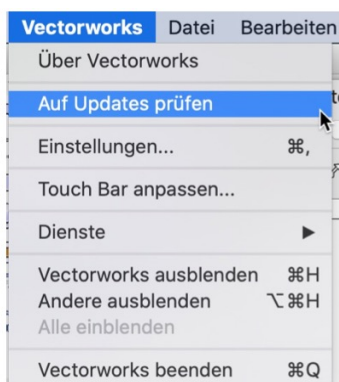 Vectorworks Datei Bearbeiten
Über Vectorworks
Auf Updates prüfen
Einstellungen... ⌘,
Touch Bar anpassen...
Dienste ▶
Vectorworks ausblenden ⌘H
Andere ausblenden ⌥⌘H
Alle einblenden
Vectorworks beenden ⌘Q